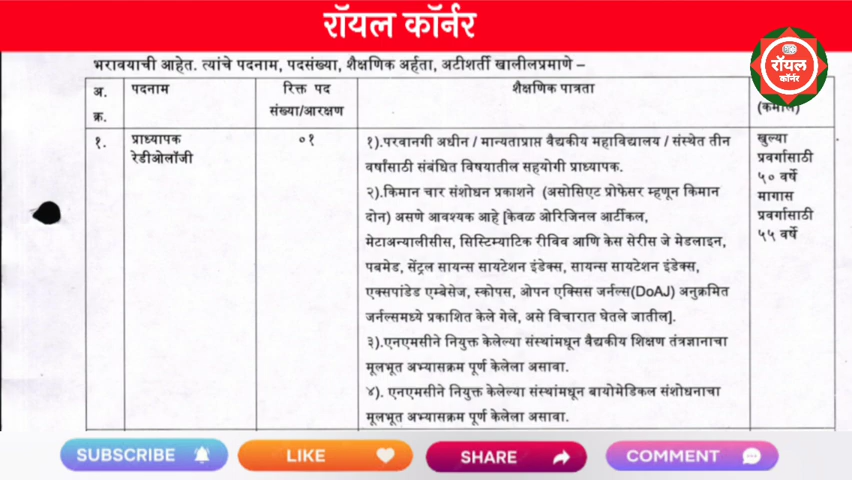 रॉयल कॉर्नर
रॉयल
कॉर्नर
भरावयाची आहेत. त्यांचे पदनाम, पदसंख्या, शैक्षणिक अर्हता, अटीशर्ती खालीलप्रमाणे –
अ.
क्र.
पदनाम
रिक्त पद
संख्या/आरक्षण
शैक्षणिक पात्रता
(कमाल)
१.
प्राध्यापक
रेडीओलॉजी
०१
१).परवानगी अधीन / मान्यताप्राप्त वैद्यकीय महाविद्यालय / संस्थेत तीन
वर्षांसाठी संबंधित विषयातील सहयोगी प्राध्यापक.
२).किमान चार संशोधन प्रकाशने (असोसिएट प्रोफेसर म्हणून किमान
दोन) असणे आवश्यक आहे [केवळ ओरिजिनल आर्टीकल,
मेटाअन्यालीसीस, सिस्टिम्याटिक रीविव आणि केस सेरीस जे मेडलाइन,
पबमेड, सेंट्रल सायन्स सायटेशन इंडेक्स, सायन्स सायटेशन इंडेक्स,
एक्सपांडेड एम्बेसेज, स्कोपस, ओपन एक्सिस जर्नल्स(DoAJ) अनुक्रमित
जर्नल्समध्ये प्रकाशित केले गेले, असे विचारात घेतले जातील].
३).एनएमसीने नियुक्त केलेल्या संस्थांमधून वैद्यकीय शिक्षण तंत्रज्ञानाचा
मूलभूत अभ्यासक्रम पूर्ण केलेला असावा.
४). एनएमसीने नियुक्त केलेल्या संस्थांमधून बायोमेडिकल संशोधनाचा
मूलभूत अभ्यासक्रम पूर्ण केलेला असावा.
खुल्या
प्रवर्गासाठी
५० वर्षे
मागास
प्रवर्गासाठी
५५ वर्षे
SUBSCRIBE
LIKE
SHARE
COMMENT